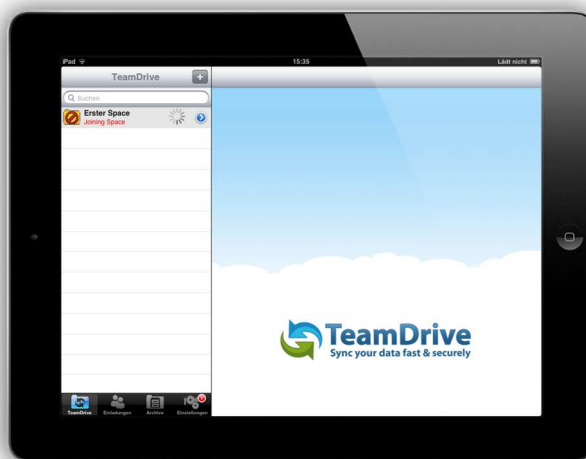 iPad
15:35
Lädt nicht
TeamDrive
+
Suchen
Erster Space
Joining Space
TeamDrive
Sync your data fast & securely
TeamDrive
Einladungen
Archive
Einstellungen